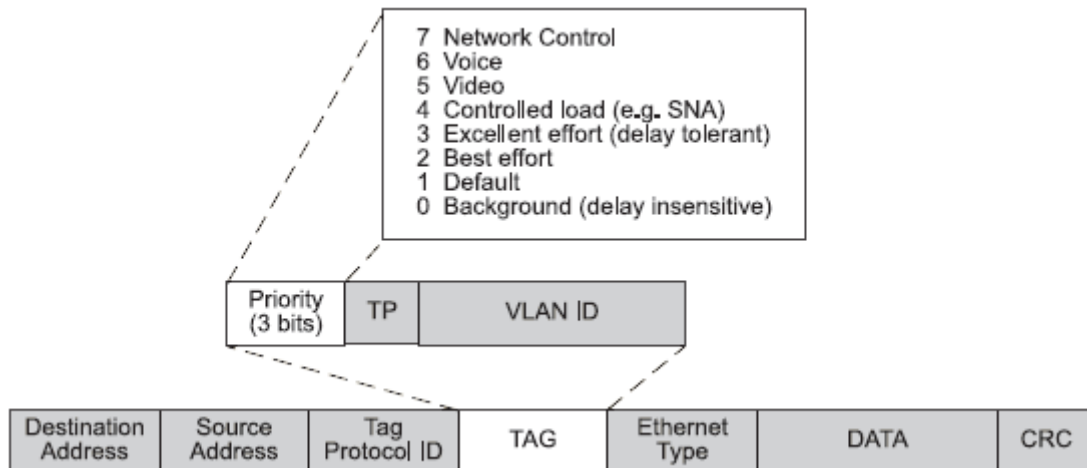 7 Network Control
6 Voice
5 Video
4 Controlled load (e.g. SNA)
3 Excellent effort (delay tolerant)
2 Best effort
1 Default
0 Background (delay insensitive)
Priority
(3 bits)
TP
VLAN ID
Destination
Address
Source
Address
Tag
Protocol ID
TAG
Ethernet
Type
DATA
CRC